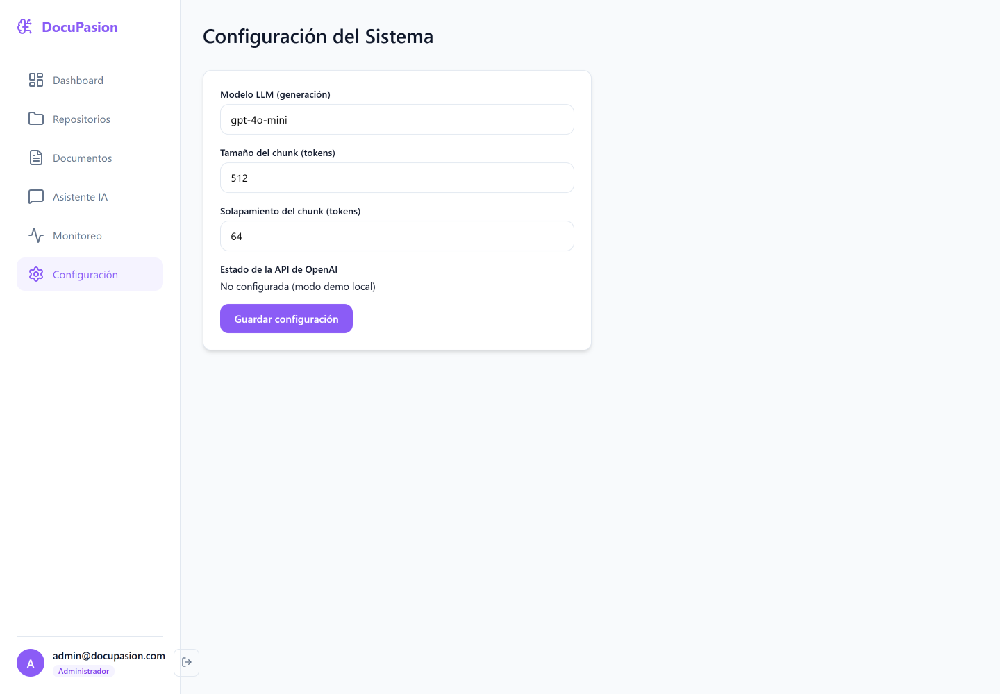 DocuPasion
Dashboard
Repositorios
Documentos
Asistente IA
Monitoreo
Configuración
A
admin@docupasion.com
Administrador
Configuración del Sistema
Modelo LLM (generación)
gpt-4o-mini
Tamaño del chunk (tokens)
512
Solapamiento del chunk (tokens)
64
Estado de la API de OpenAI
No configurada (modo demo local)
Guardar configuración